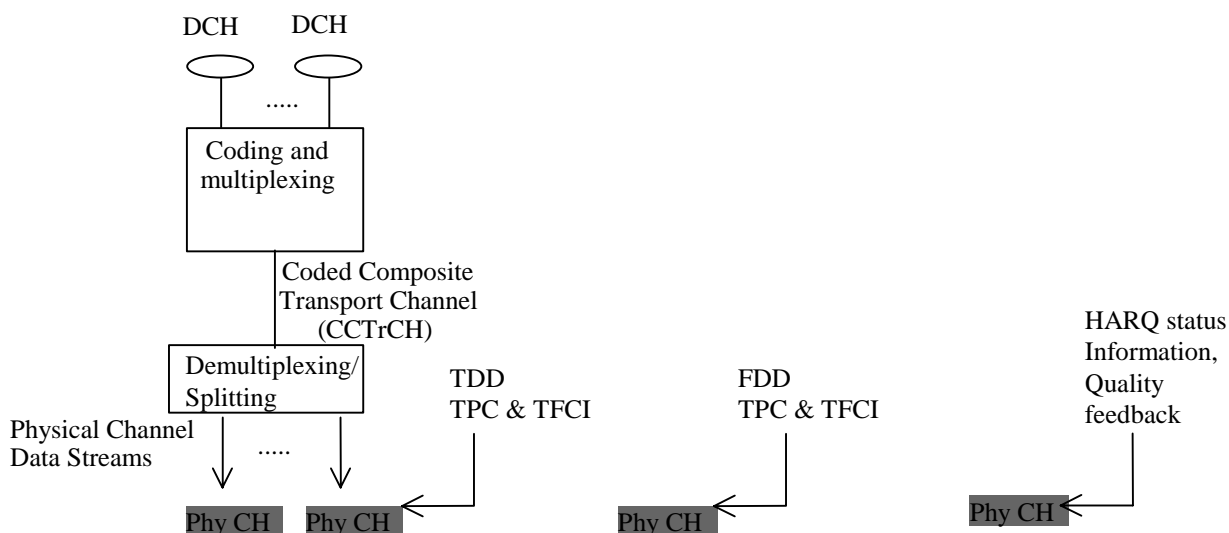 DCH DCH
.....
Coding and
multiplexing
Coded Composite
Transport Channel
(CCTrCH)
Demultiplexing/
Splitting
TDD
TPC & TFCI
FDD
TPC & TFCI
HARQ status
Information,
Quality
feedback
Physical Channel
Data Streams
.....
Phy CH Phy CH Phy CH Phy CH